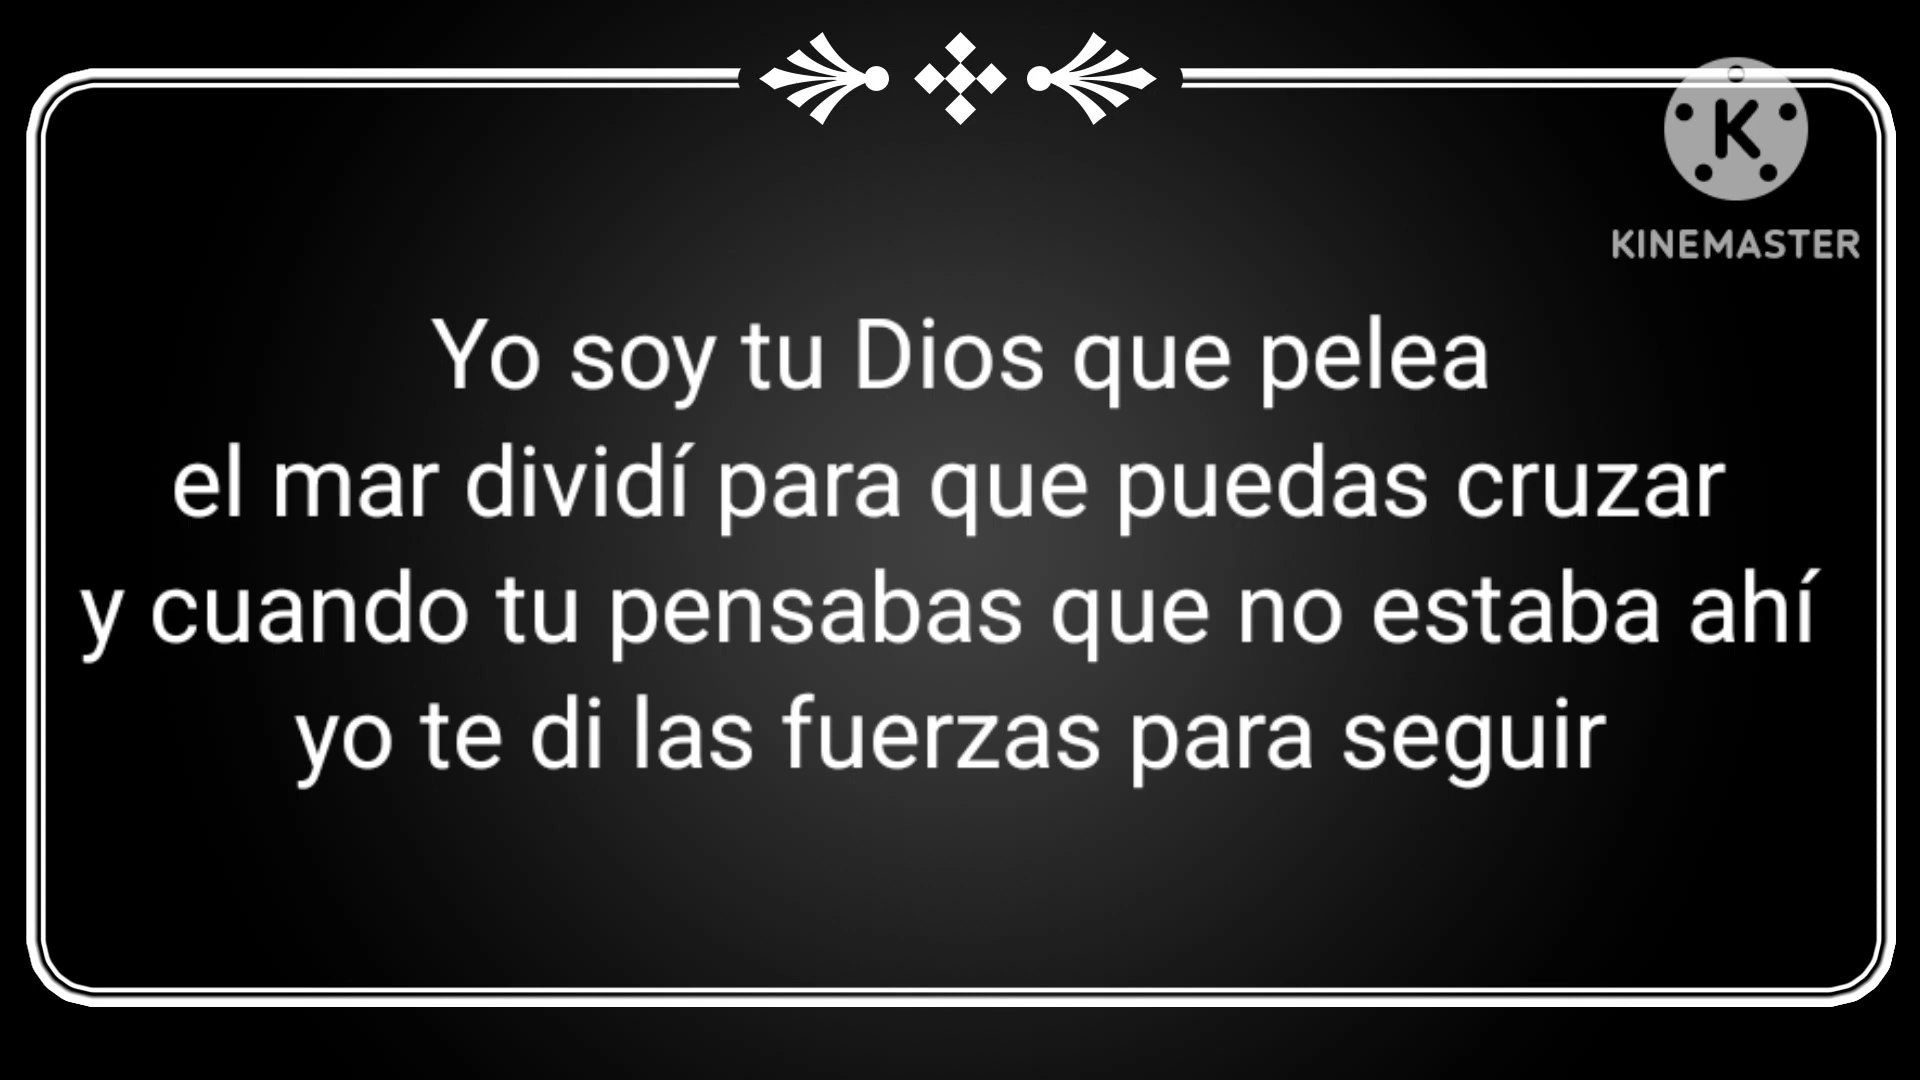 KINEMASTER
Yo soy tu Dios que pelea
el mar dividí para que puedas cruzar
y cuando tu pensabas que no estaba ahí
yo te di las fuerzas para seguir